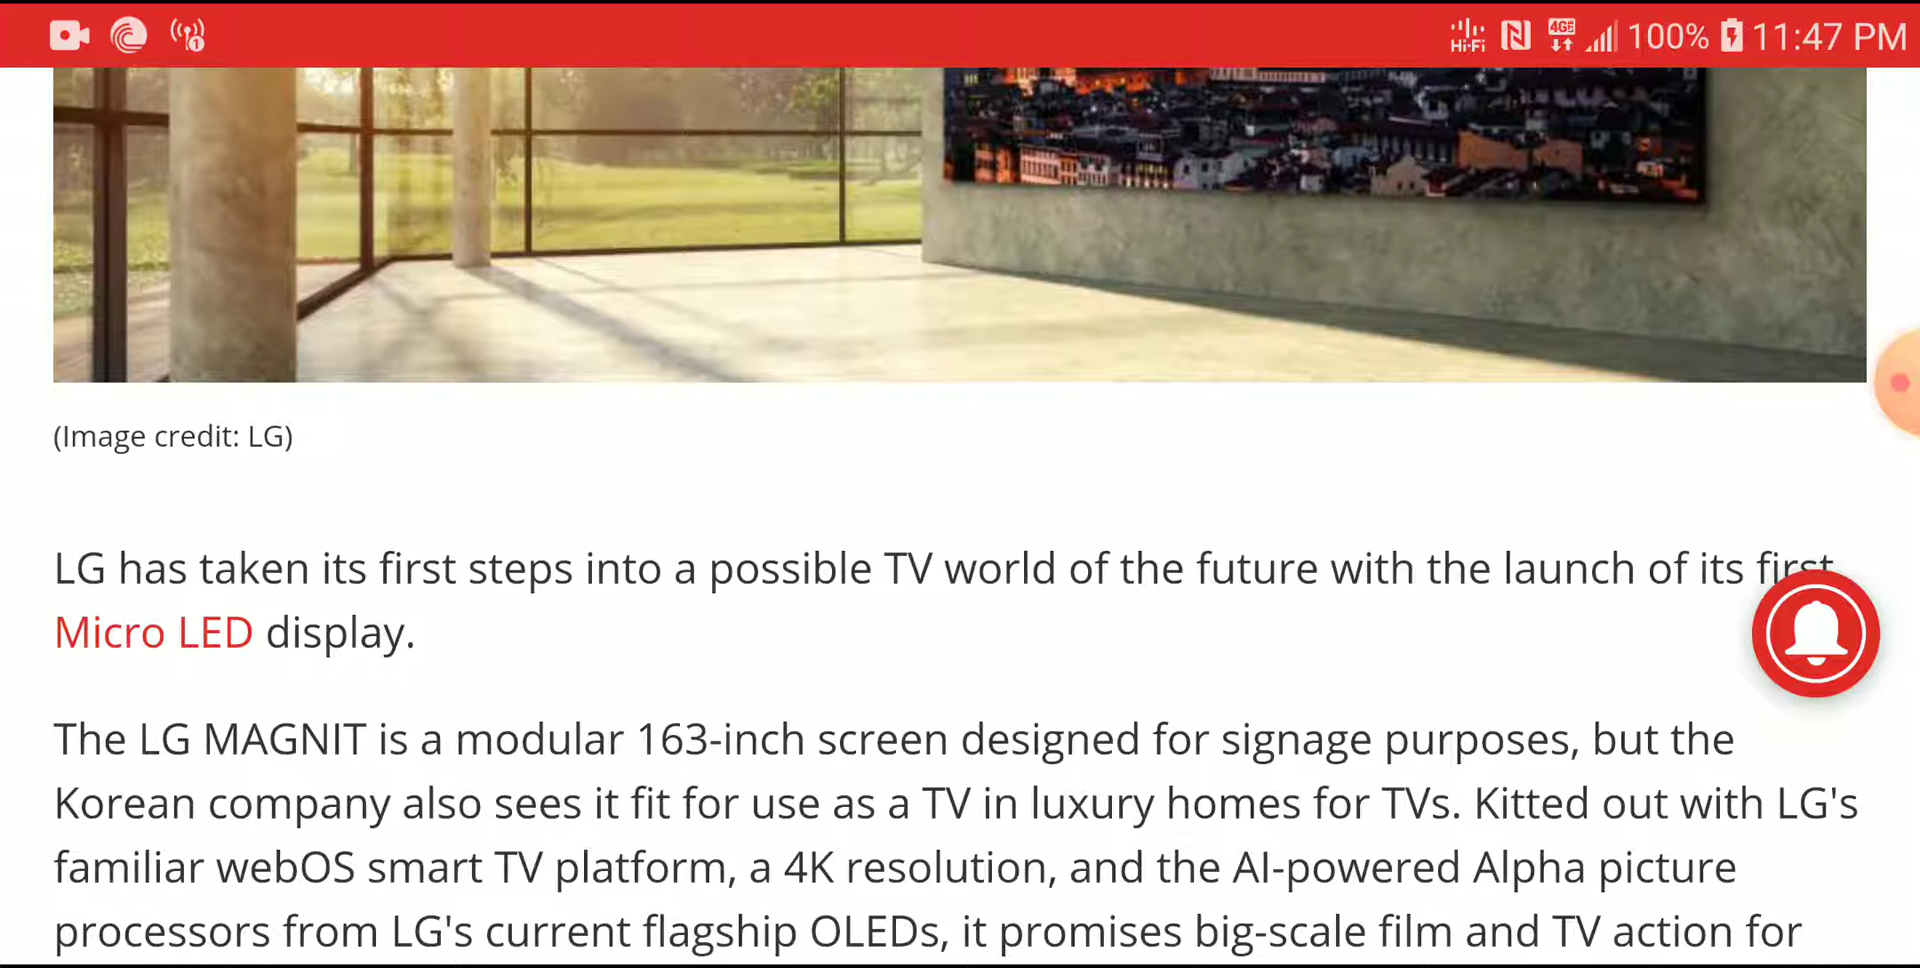 Hi-Fi 4GE 100% 11:47 PM
(Image credit: LG)
LG has taken its first steps into a possible TV world of the future with the launch of its first
Micro LED display.
The LG MAGNIT is a modular 163-inch screen designed for signage purposes, but the
Korean company also sees it fit for use as a TV in luxury homes for TVs. Kitted out with LG's
familiar webOS smart TV platform, a 4K resolution, and the AI-powered Alpha picture
processors from LG's current flagship OLEDs, it promises big-scale film and TV action for